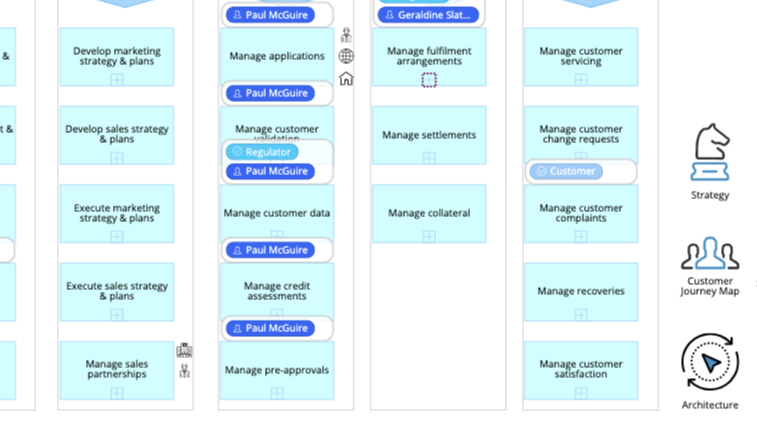 &
t &
Develop marketing
strategy & plans
Develop sales strategy
& plans
Execute marketing
strategy & plans
Execute sales strategy
& plans
Manage sales
partnerships
Paul McGuire
Manage applications
Paul McGuire
Manage customer
validation
Regulator
Paul McGuire
Manage customer data
Paul McGuire
Manage credit
assessments
Paul McGuire
Manage pre-approvals
Geraldine Slat...
Manage fulfilment
arrangements
Manage settlements
Manage collateral
Manage customer
servicing
Manage customer
change requests
Customer
Manage customer
complaints
Manage recoveries
Manage customer
satisfaction
Strategy
Customer
Journey Map
Architecture